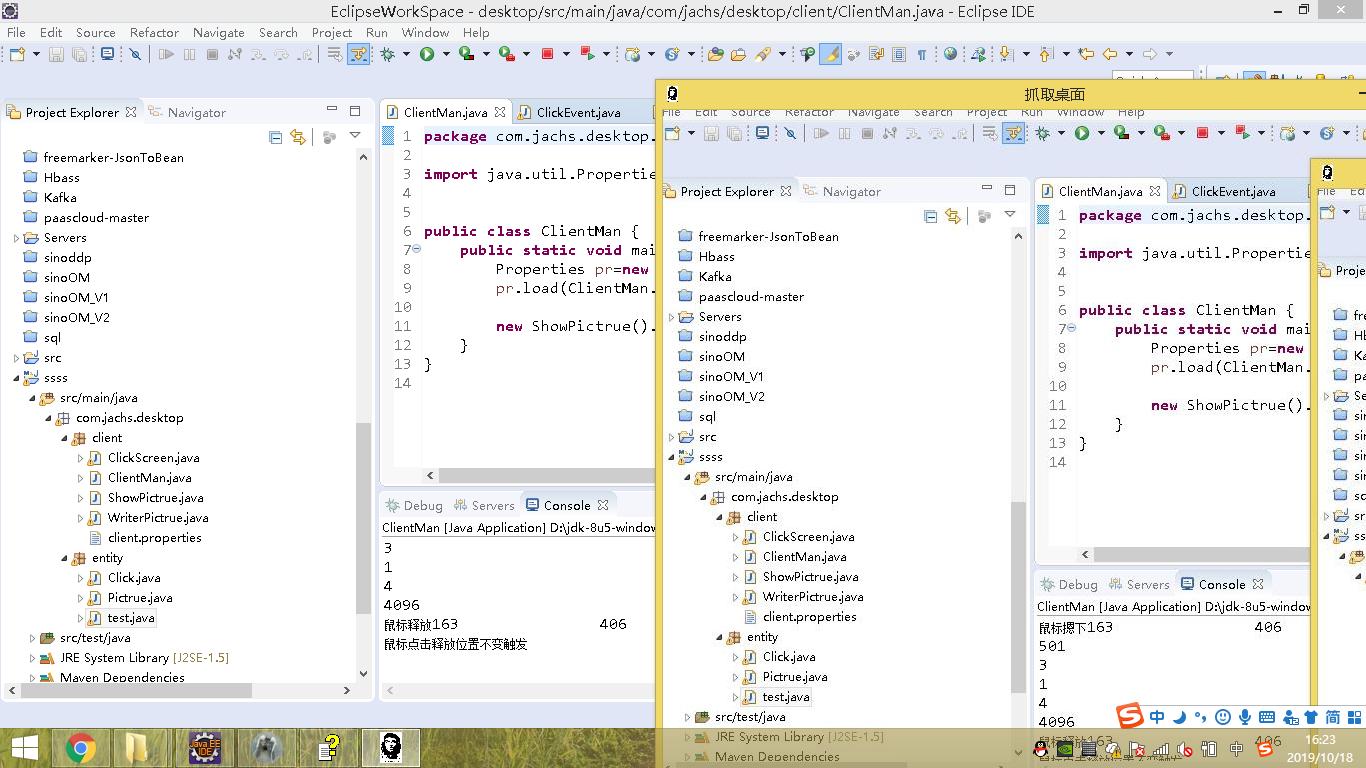 EclipseWorkSpace - desktop/src/main/java/com/jachs/desktop/client/ClientMan.java - Eclipse IDE
File Edit Source Refactor Navigate Search Project Run Window Help
Project Explorer Navigator
freemarker-JsonToBean
Hbass
Kafka
paascloud-master
Servers
sinoddp
sinoOM
sinoOM_V1
sinoOM_V2
sql
src
ssss
src/main/java
com.jachs.desktop
client
ClickScreen.java
ClientMan.java
ShowPictrue.java
WriterPictrue.java
client.properties
entity
Click.java
Pictrue.java
test.java
src/test/java
JRE System Library [J2SE-1.5]
Maven Dependencies
ClientMan.java ClickEvent.java
1 package com.jachs.desktop.
2
3 import java.util.Propertie
4
5
6 public class ClientMan {
7 public static void mai
8 Properties pr=new
9 pr.load(ClientMan.
10
11 new ShowPictrue().
12 }
13 }
14
Debug Servers Console
ClientMan [Java Application] D:\jdk-8u5-window
3
1
4
4096
鼠标释放163 406
鼠标点击释放位置不变触发
抓取桌面
File Edit Source Refactor Navigate Search Project Run Window Help
Project Explorer Navigator
freemarker-JsonToBean
Hbass
Kafka
paascloud-master
Servers
sinoddp
sinoOM
sinoOM_V1
sinoOM_V2
sql
src
ssss
src/main/java
com.jachs.desktop
client
ClickScreen.java
ClientMan.java
ShowPictrue.java
WriterPictrue.java
client.properties
entity
Click.java
Pictrue.java
test.java
src/test/java
JRE System Library [J2SE-1.5]
Maven Dependencies
ClientMan.java ClickEvent.java
1 package com.jachs.desktop.
2
3 import java.util.Propertie
4
5
6 public class ClientMan {
7 public static void mai
8 Properties pr=new
9 pr.load(ClientMan.
10
11 new ShowPictrue().
12 }
13 }
14
Debug Servers Console
ClientMan [Java Application] D:\jdk-8u5-window
鼠标摁下163 406
501
3
1
4
4096
鼠标释放163 406
File Ed
Proje
中 简
中
16:23
2019/10/18